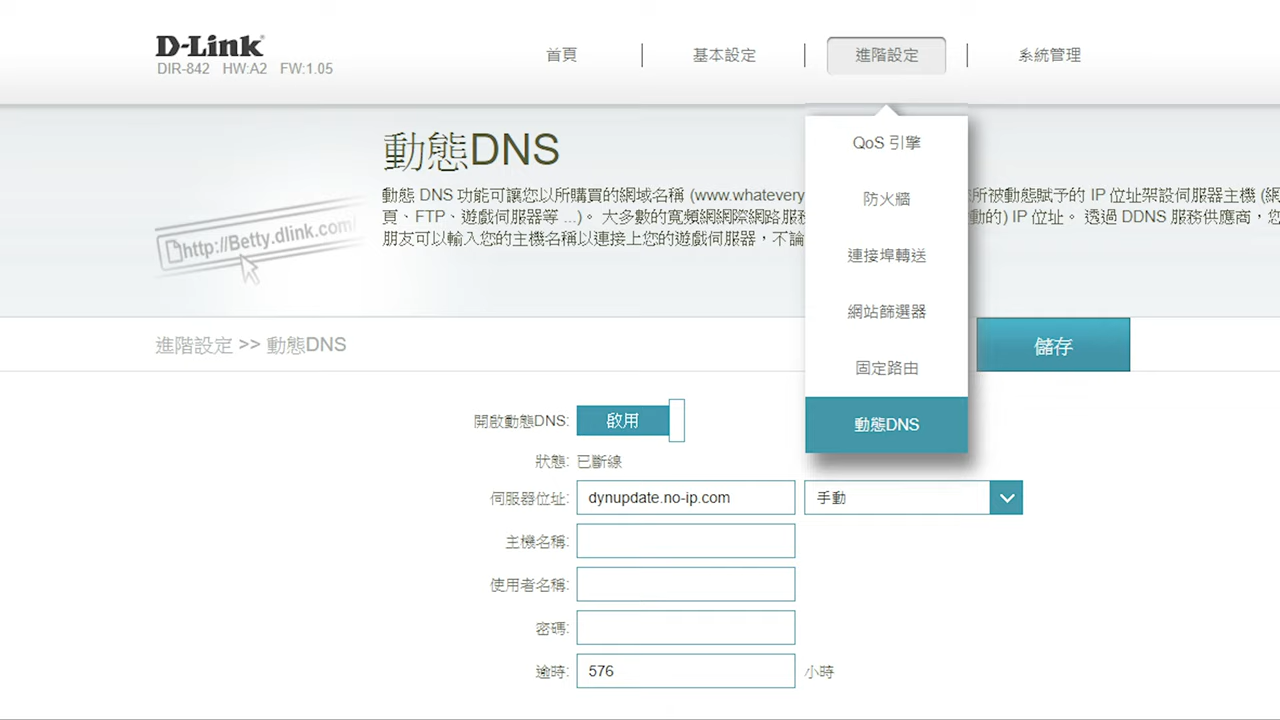 D-Link
DIR-842 HW:A2 FW:1.05
首頁
基本設定
進階設定
系統管理
QoS 引擎
防火牆
連接埠轉送
網站篩選器
固定路由
動態DNS
動態DNS
動態 DNS 功能可讓您以所購買的網域名稱 (www.whatevery 所被動態賦予的 IP 位址架設伺服器主機 (網
頁、FTP、遊戲伺服器等 ...)。 大多數的寬頻網網際網路服務 動的) IP 位址。 透過 DDNS 服務供應商，您
朋友可以輸入您的主機名稱以連接上您的遊戲伺服器，不論
http://Betty.dlink.com/
進階設定 >> 動態DNS
儲存
開啟動態DNS: 啟用
狀態: 已斷線
伺服器位址: dynupdate.no-ip.com 手動
主機名稱:
使用者名稱:
密碼:
逾時: 576 小時